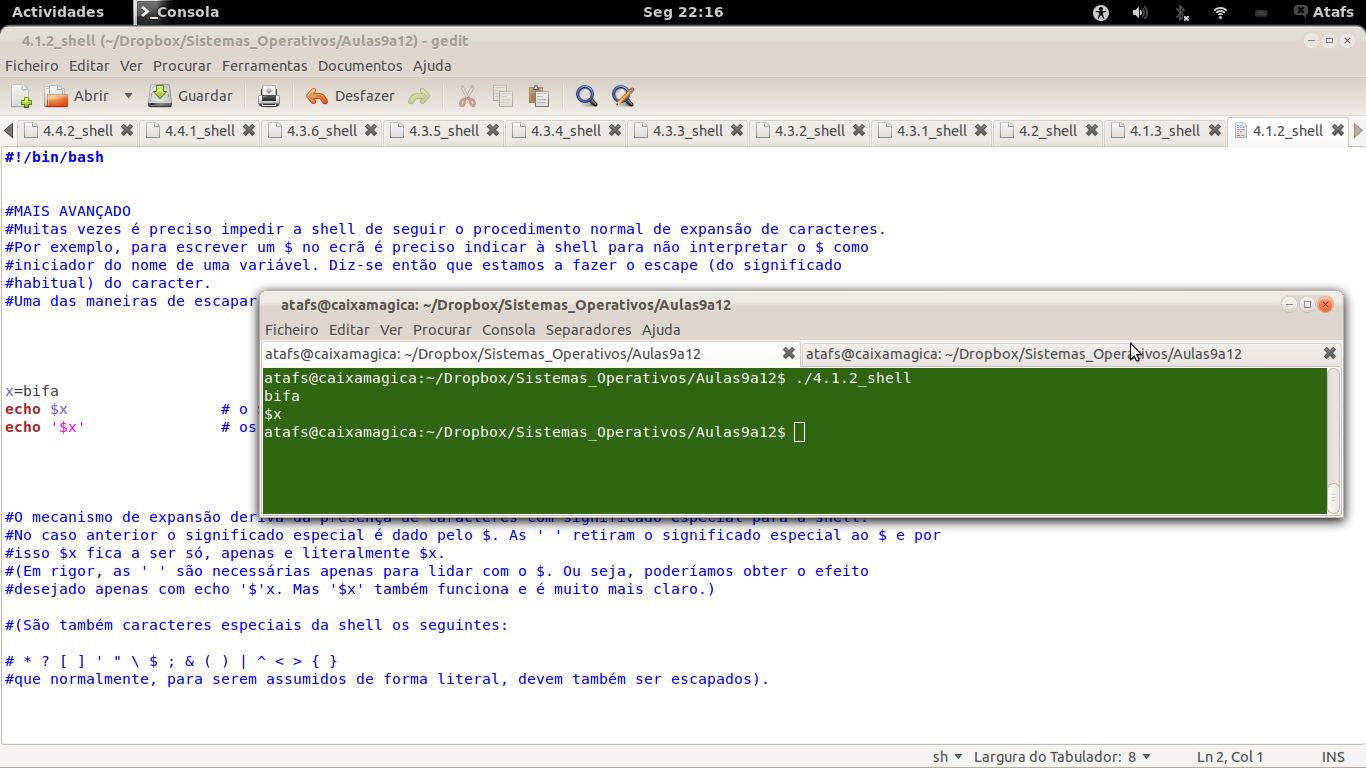 Actividades
>_Consola
Seg 22:16
Atafs
4.1.2_shell (~/Dropbox/Sistemas_Operativos/Aulas9a12) - gedit
Ficheiro Editar Ver Procurar Ferramentas Documentos Ajuda
Abrir Guardar Desfazer
4.4.2_shell 4.4.1_shell 4.3.6_shell 4.3.5_shell 4.3.4_shell 4.3.3_shell 4.3.2_shell 4.3.1_shell 4.2_shell 4.1.3_shell 4.1.2_shell
#!/bin/bash
#MAIS AVANÇADO
#Muitas vezes é preciso impedir a shell de seguir o procedimento normal de expansão de caracteres.
#Por exemplo, para escrever um $ no ecrã é preciso indicar à shell para não interpretar o $ como
#iniciador do nome de uma variável. Diz-se então que estamos a fazer o escape (do significado
#habitual) do caracter.
#Uma das maneiras de escapar
x=bifa
echo $x # o
echo '$x' # os
atafs@caixamagica: ~/Dropbox/Sistemas_Operativos/Aulas9a12
Ficheiro Editar Ver Procurar Consola Separadores Ajuda
atafs@caixamagica: ~/Dropbox/Sistemas_Operativos/Aulas9a12 atafs@caixamagica: ~/Dropbox/Sistemas_Operativos/Aulas9a12
atafs@caixamagica:~/Dropbox/Sistemas_Operativos/Aulas9a12$ ./4.1.2_shell
bifa
$x
atafs@caixamagica:~/Dropbox/Sistemas_Operativos/Aulas9a12$
#O mecanismo de expansão deriva da presença de caracteres com significado especial para a shell.
#No caso anterior o significado especial é dado pelo $. As ' ' retiram o significado especial ao $ e por
#isso $x fica a ser só, apenas e literalmente $x.
#(Em rigor, as ' ' são necessárias apenas para lidar com o $. Ou seja, poderíamos obter o efeito
#desejado apenas com echo '$'x. Mas '$x' também funciona e é muito mais claro.)
#(São também caracteres especiais da shell os seguintes:
# * ? [ ] ' " \ $ ; & ( ) | ^ < > { }
#que normalmente, para serem assumidos de forma literal, devem também ser escapados).
sh Largura do Tabulador: 8 Ln 2, Col 1 INS